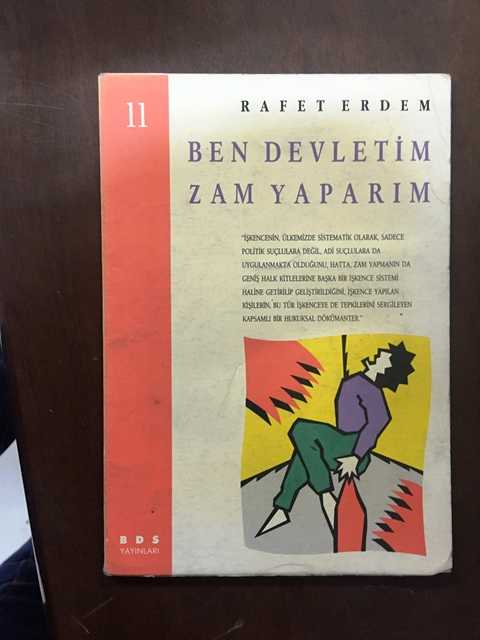 11
RAFET ERDEM
BEN DEVLETİM
ZAM YAPARIM
"İŞKENCENİN, ÜLKEMİZDE SİSTEMATİK OLARAK, SADECE
POLİTİK SUÇLULARA DEĞİL, ADİ SUÇLULARA DA
UYGULANMAKTA OLDUĞUNU, HATTA, ZAM YAPMANIN DA
GENİŞ HALK KİTLELERİNE BAŞKA BİR İŞKENCE SİSTEMİ
HALİNE GETİRİLİP GELİŞTİRİLDİĞİNİ, İŞKENCE YAPILAN
KİŞİLERİN, BU TÜR İŞKENCEYE DE TEPKİLERİNİ SERGİLEYEN
KAPSAMLI BİR HUKUKSAL DÖKÜMANTER."
BDS
YAYINLARI